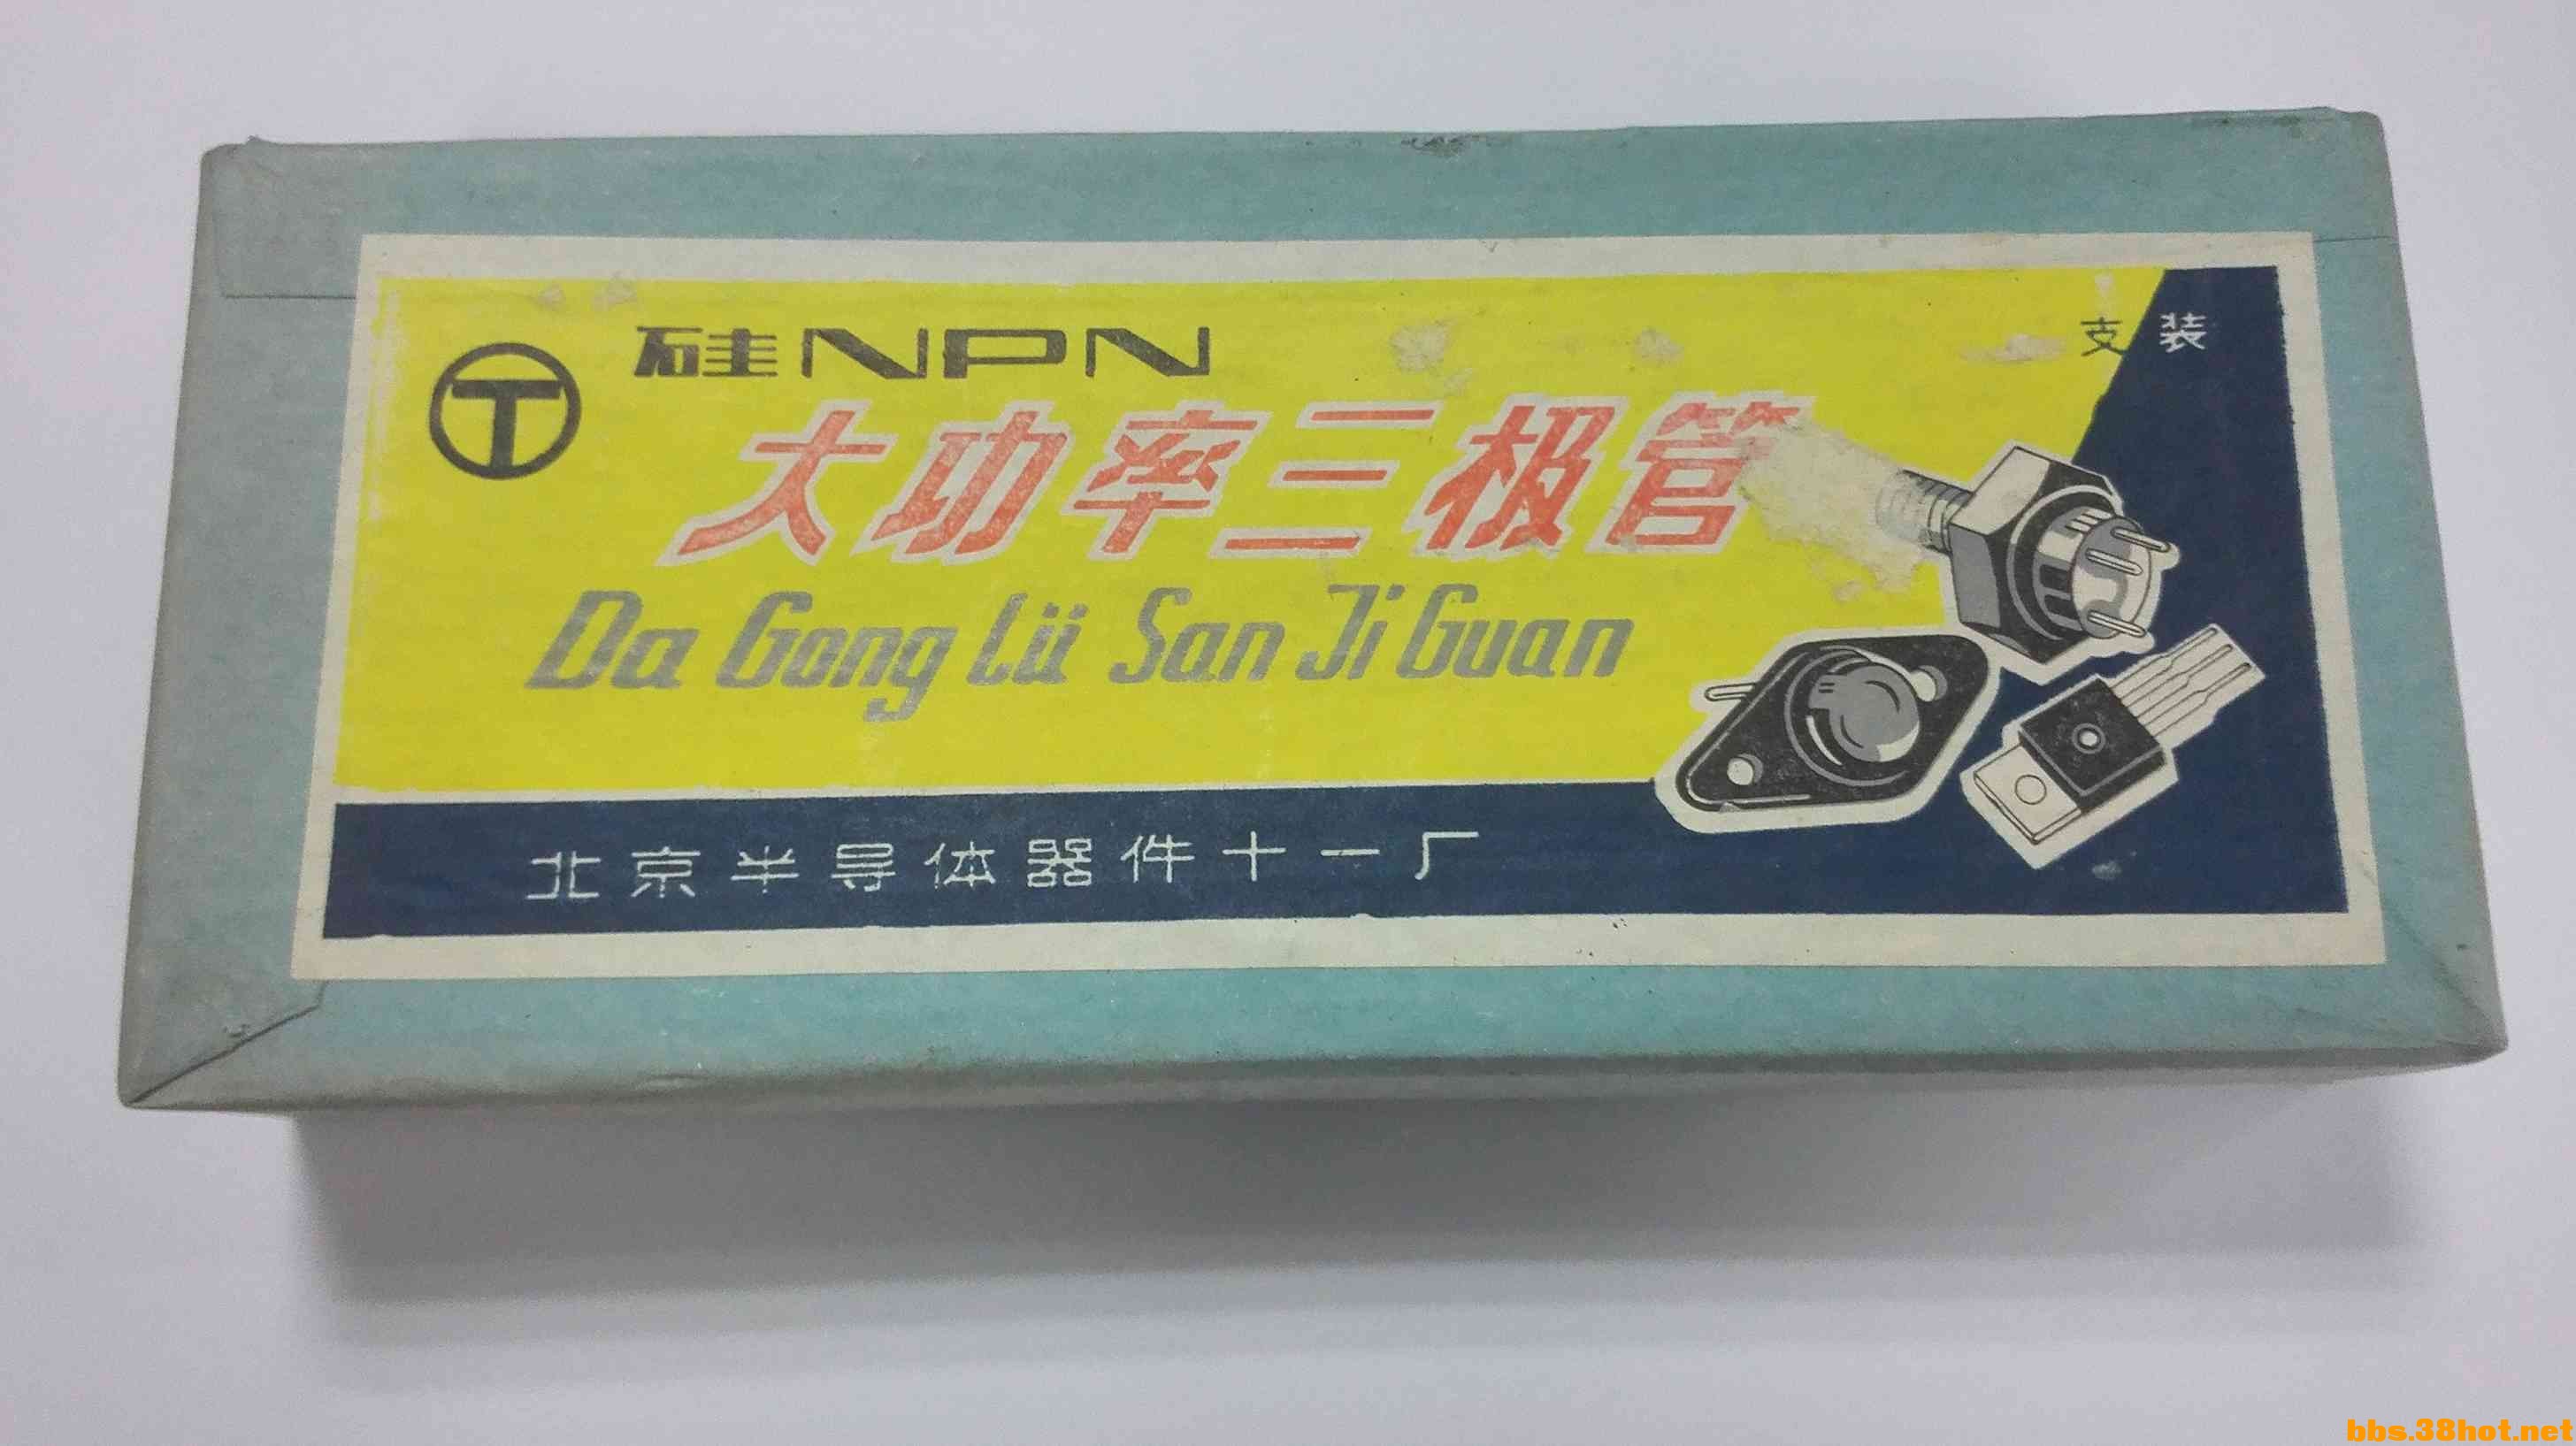 支装
T
硅NPN
大功率三极管
Da Gong Lü San Ji Guan
北京半导体器件十一厂
bbs.38hot.net